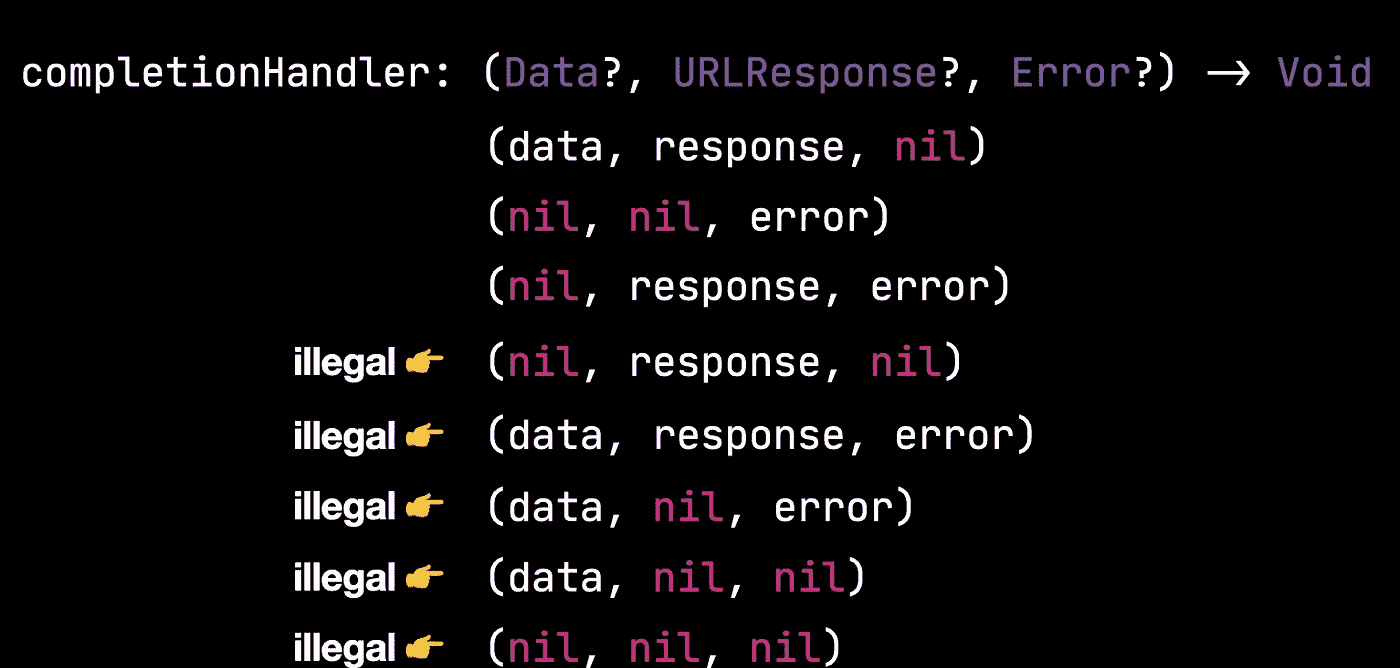 completionHandler: (Data?, URLResponse?, Error?) -> Void
(data, response, nil)
(nil, nil, error)
(nil, response, error)
illegal 👉 (nil, response, nil)
illegal 👉 (data, response, error)
illegal 👉 (data, nil, error)
illegal 👉 (data, nil, nil)
illegal 👉 (nil, nil, nil)